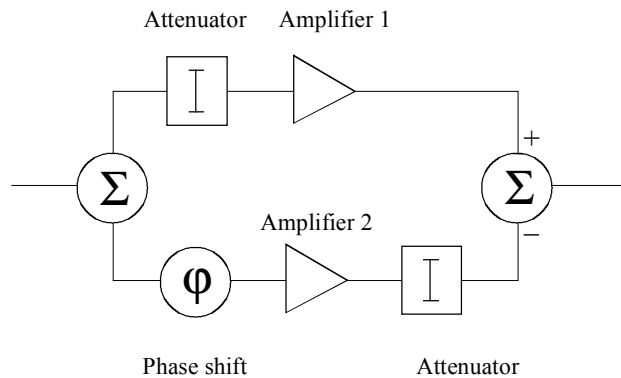 Attenuator Amplifier 1
+
Σ Σ
Amplifier 2
−
φ
Phase shift Attenuator